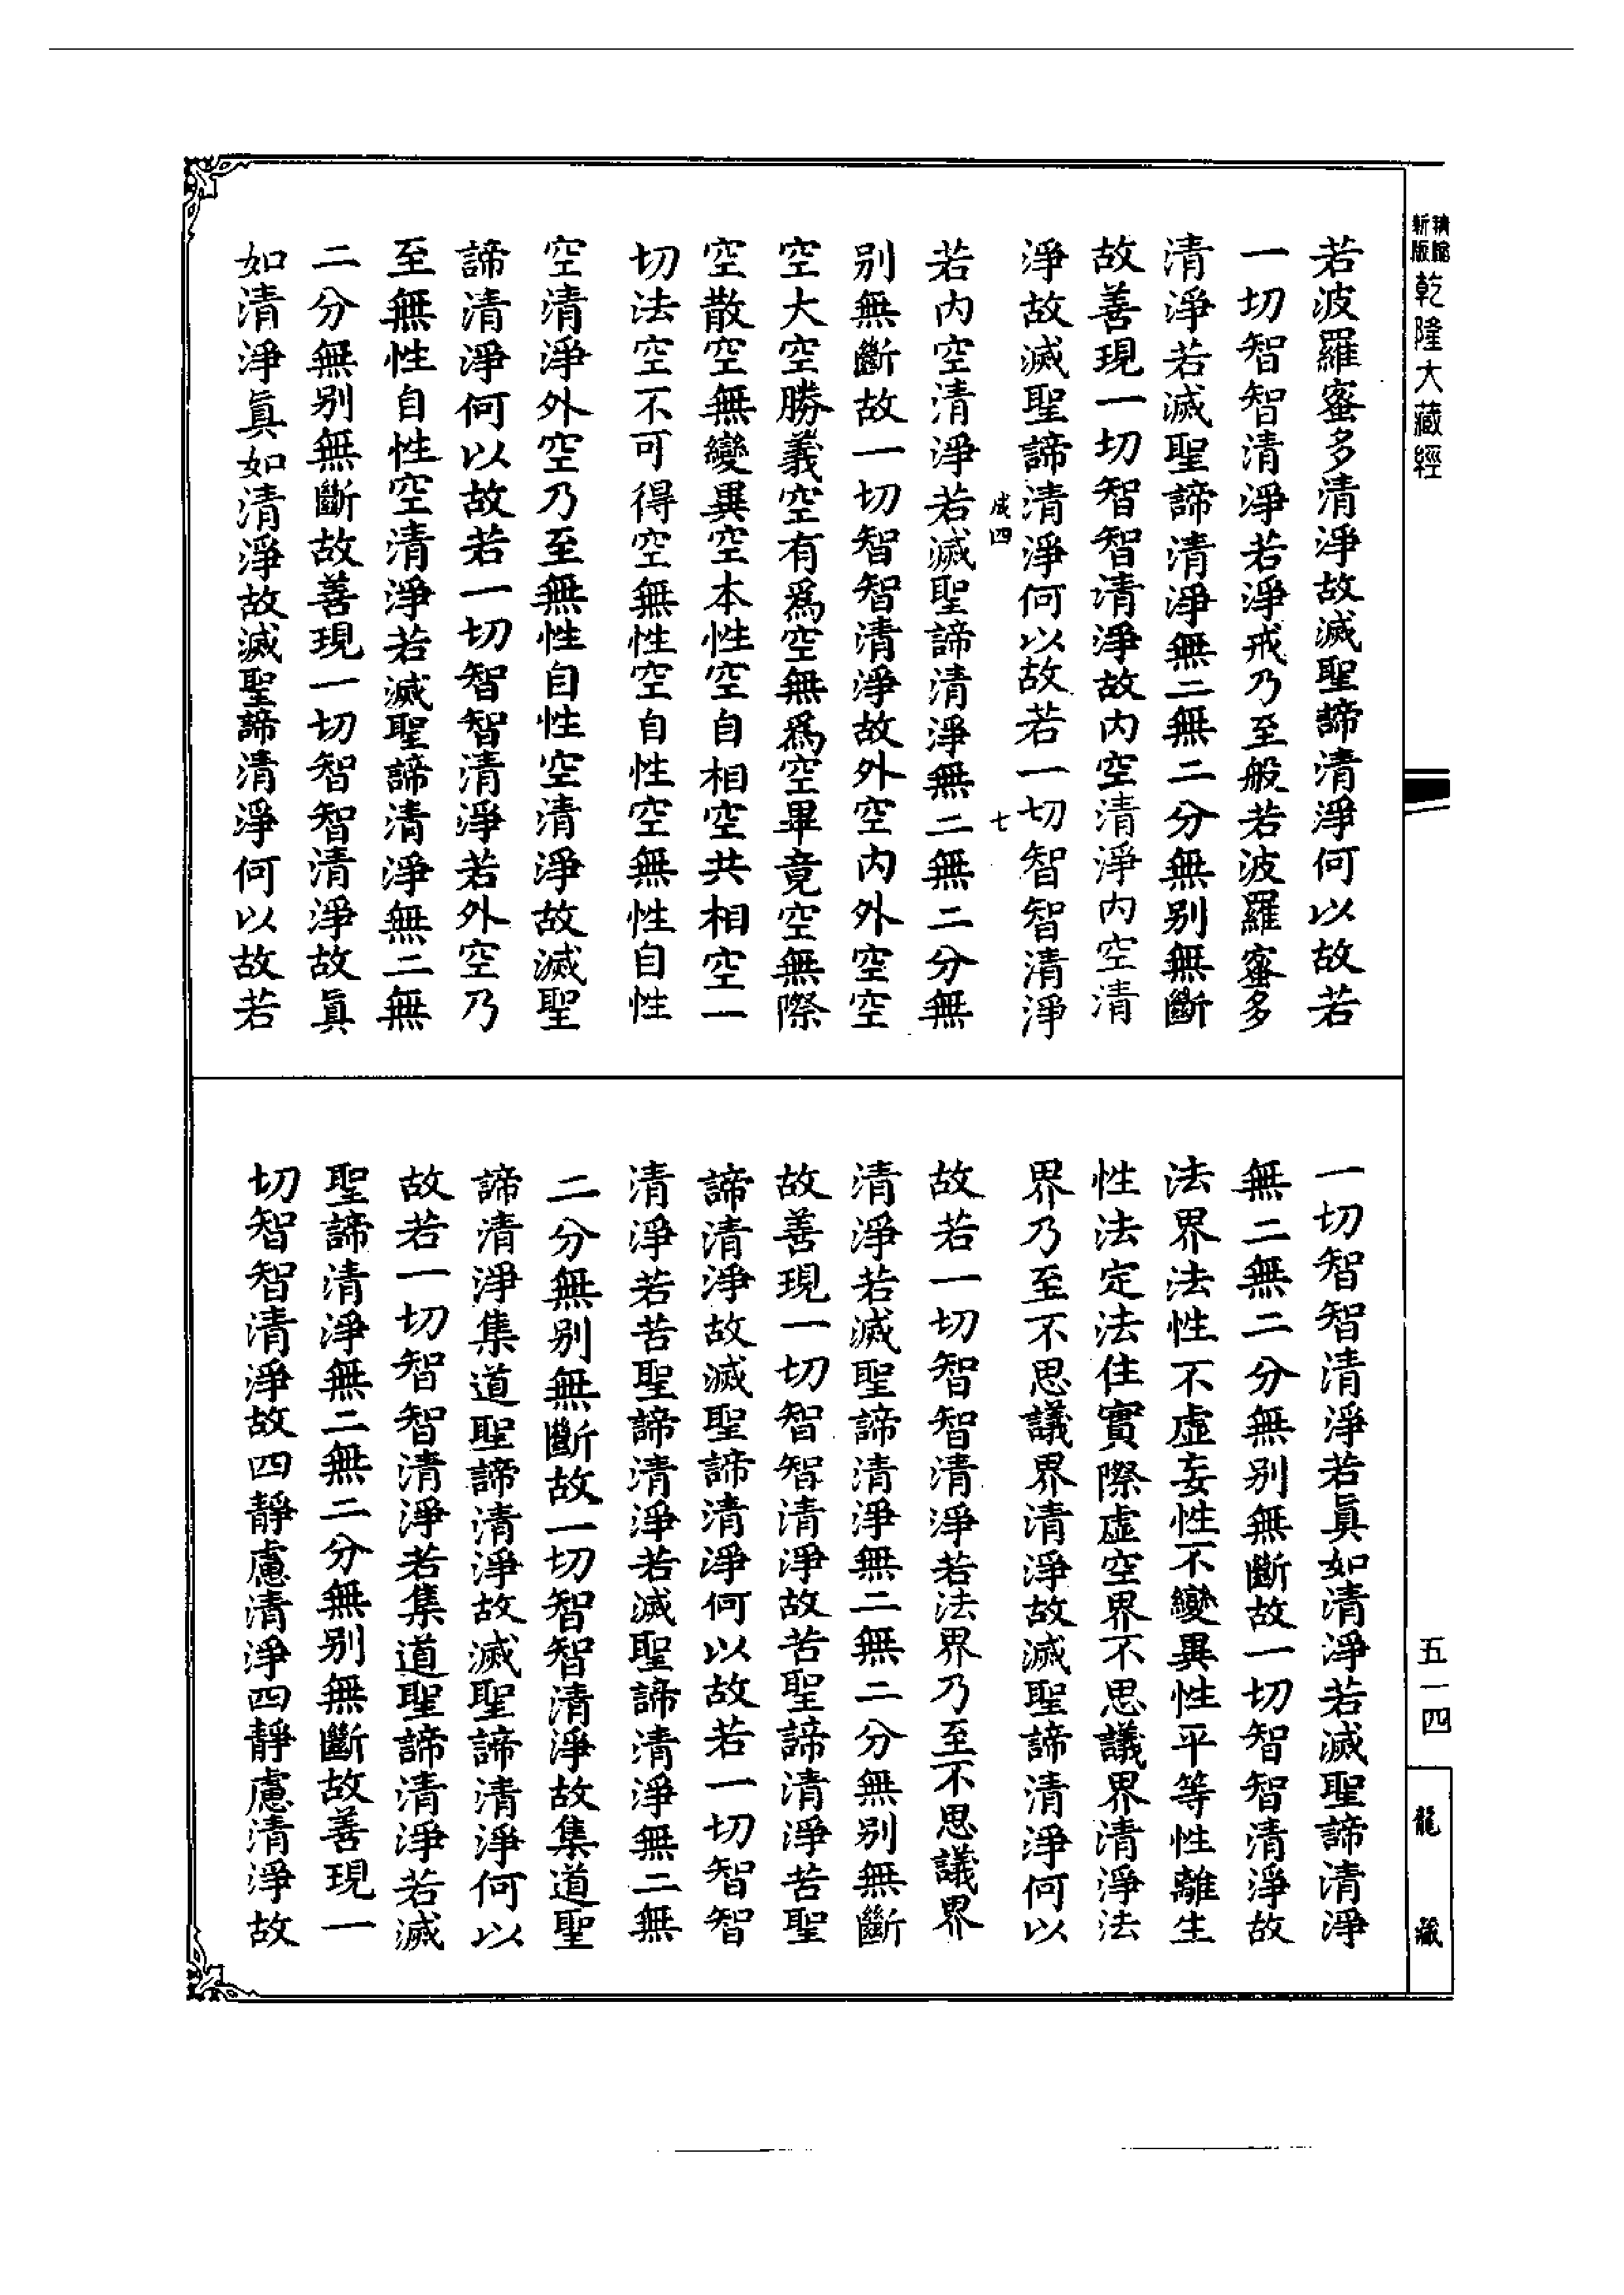 精縮
新版
乾隆大藏經
若波羅蜜多清淨故滅聖諦清淨何以故若
一切智智清淨若淨戒乃至般若波羅蜜多
清淨若滅聖諦清淨無二無二分無别無斷
故善現一切智智清淨故内空清淨内空清
淨故滅聖諦清淨何以故若一切智智清淨
七
若内空清淨若滅聖諦清淨無二無二分無
别無斷故一切智智清淨故外空内外空空
空大空勝義空有爲空無爲空畢竟空無際
空散空無變異空本性空自相空共相空一
切法空不可得空無性空自性空無性自性
空清淨外空乃至無性自性空清淨故滅聖
諦清淨何以故若一切智智清淨若外空乃
至無性自性空清淨若滅聖諦清淨無二無
二分無别無斷故善現一切智智清淨故眞
如清淨眞如清淨故滅聖諦清淨何以故若
一切智智清淨若眞如清淨若滅聖諦清淨
無二無二分無别無斷故一切智智清淨故
法界法性不虛妄性不變異性平等性離生
性法定法住實際虛空界不思議界清淨法
界乃至不思議界清淨故滅聖諦清淨何以
故若一切智智清淨若法界乃至不思議界
清淨若滅聖諦清淨無二無二分無别無斷
故善現一切智智清淨故苦聖諦清淨苦聖
諦清淨故滅聖諦清淨何以故若一切智智
清淨若苦聖諦清淨若滅聖諦清淨無二無
二分無别無斷故一切智智清淨故集道聖
諦清淨集道聖諦清淨故滅聖諦清淨何以
故若一切智智清淨若集道聖諦清淨若滅
聖諦清淨無二無二分無别無斷故善現一
切智智清淨故四靜慮清淨四靜慮清淨故
五一四
龍藏